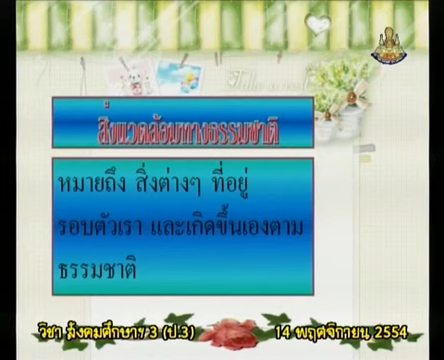 สิ่งแวดล้อมทางธรรมชาติ
หมายถึง สิ่งต่างๆ ที่อยู่
รอบตัวเรา และเกิดขึ้นเองตาม
ธรรมชาติ
วิชา สังคมศึกษาฯ 3 (ป.3) 14 พฤศจิกายน 2554